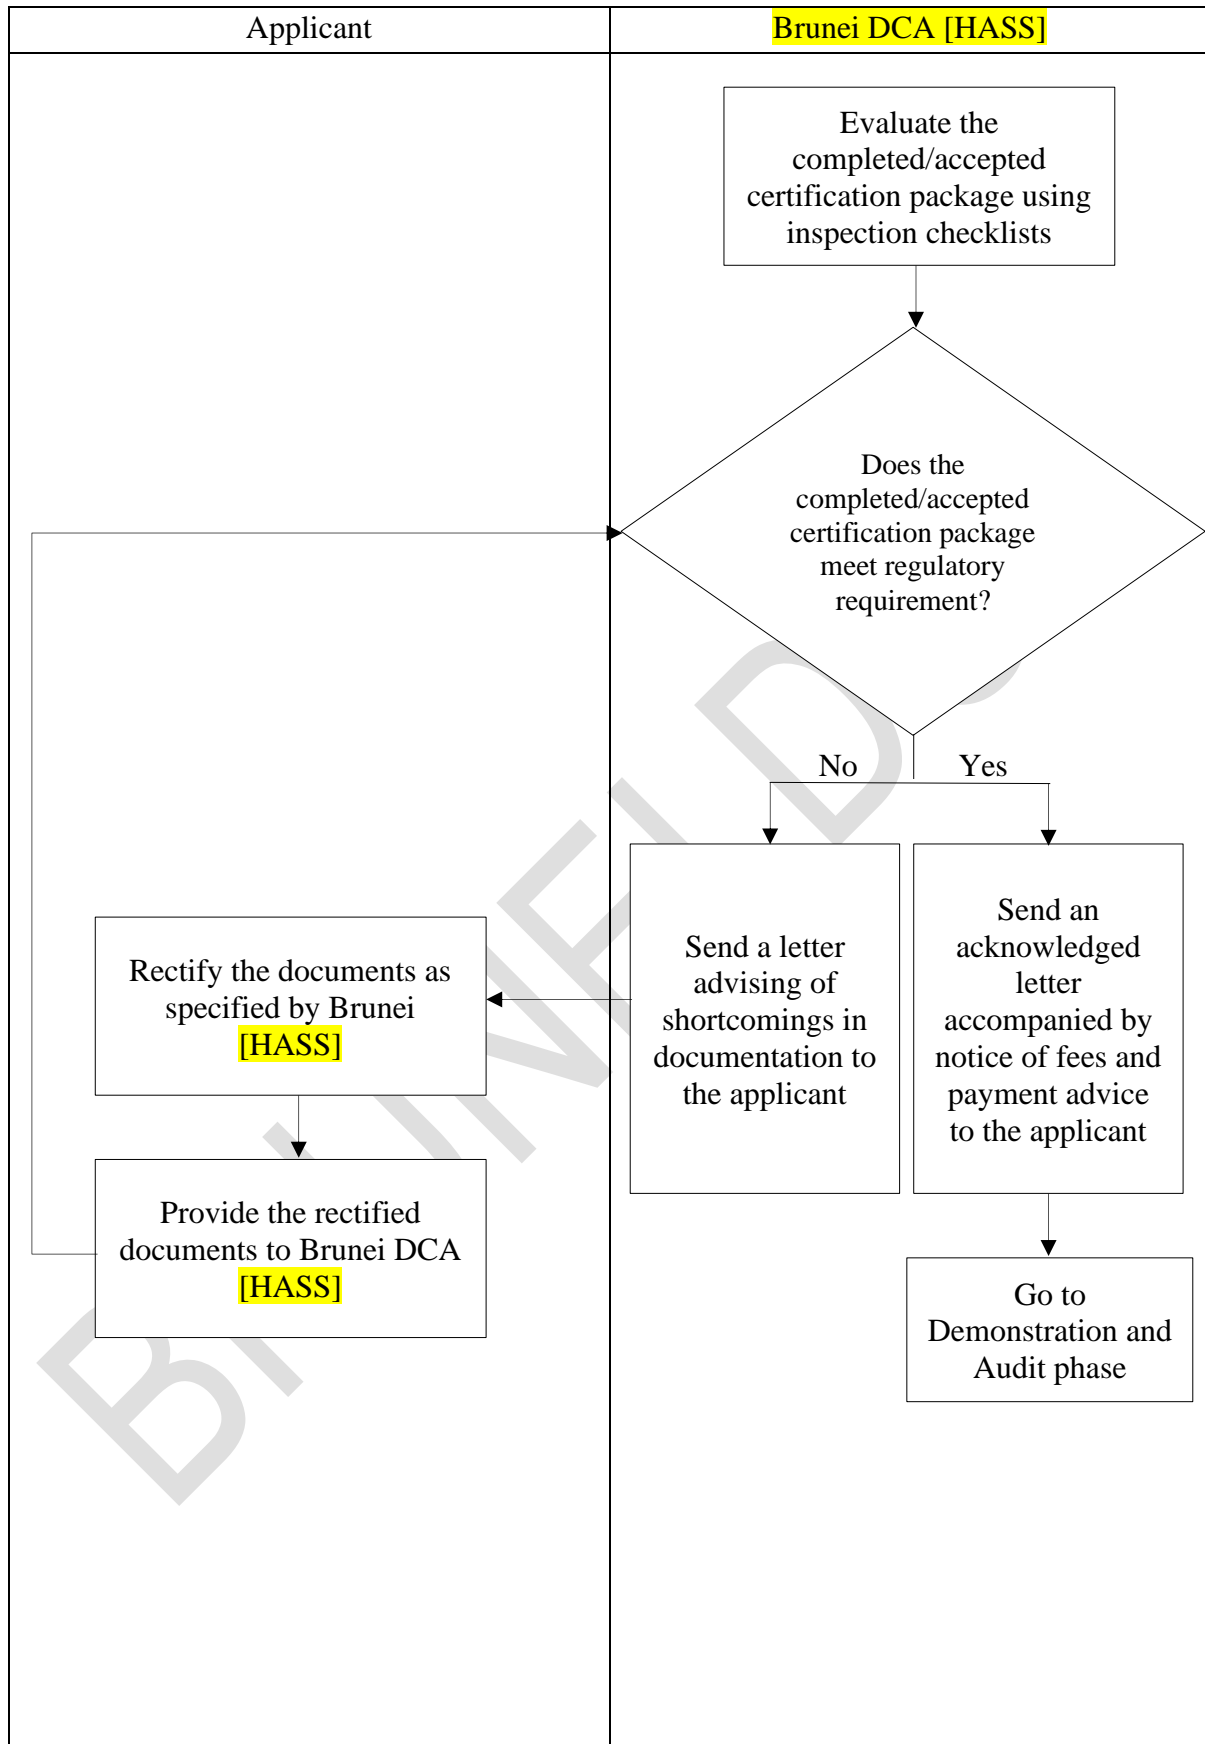 Applicant
Brunei DCA [HASS]
Evaluate the
completed/accepted
certification package using
inspection checklists
Does the
completed/accepted
certification package
meet regulatory
requirement?
No
Yes
Send a letter
advising of
shortcomings in
documentation to
the applicant
Send an
acknowledged
letter
accompanied by
notice of fees and
payment advice
to the applicant
Rectify the documents as
specified by Brunei
[HASS]
Provide the rectified
documents to Brunei DCA
[HASS]
Go to
Demonstration and
Audit phase